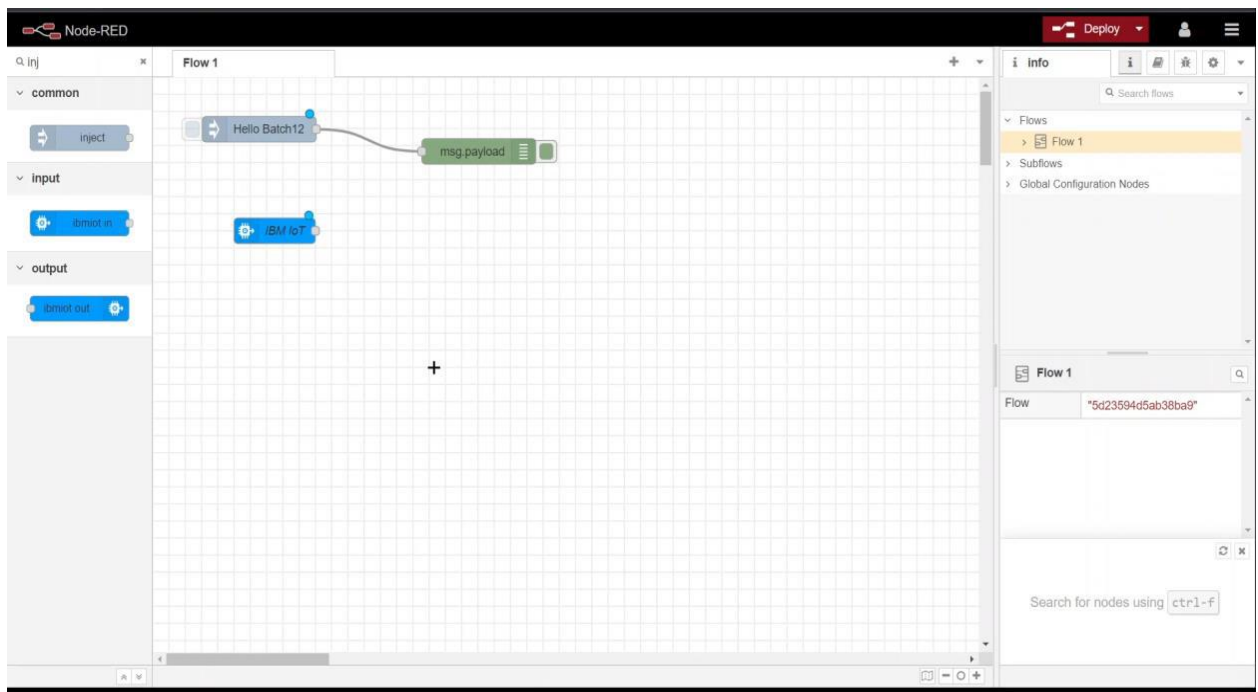 Node-RED
Deploy
inj
Flow 1
info
common
Search flows
Hello Batch12
Flows
inject
msg.payload
Flow 1
Subflows
input
Global Configuration Nodes
ibmiot in
IBM IoT
output
ibmiot out
Flow 1
Flow
"5d23594d5ab38ba9"
Search for nodes using ctrl-f